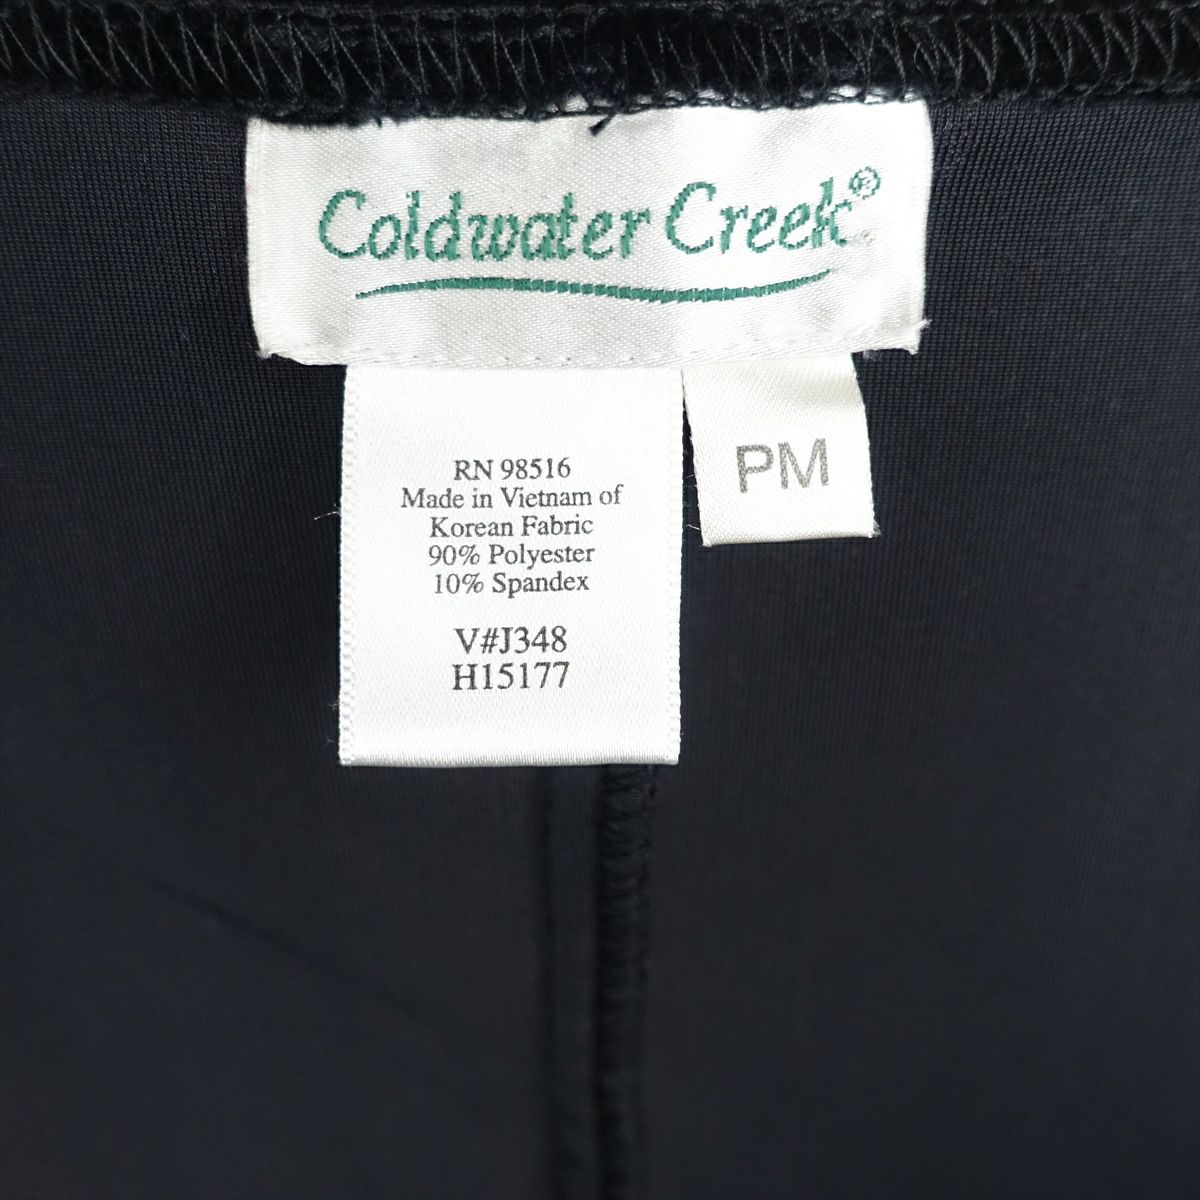 Coldwater Creek®
PM
RN 98516
Made in Vietnam of
Korean Fabric
90% Polyester
10% Spandex
V#J348
H15177